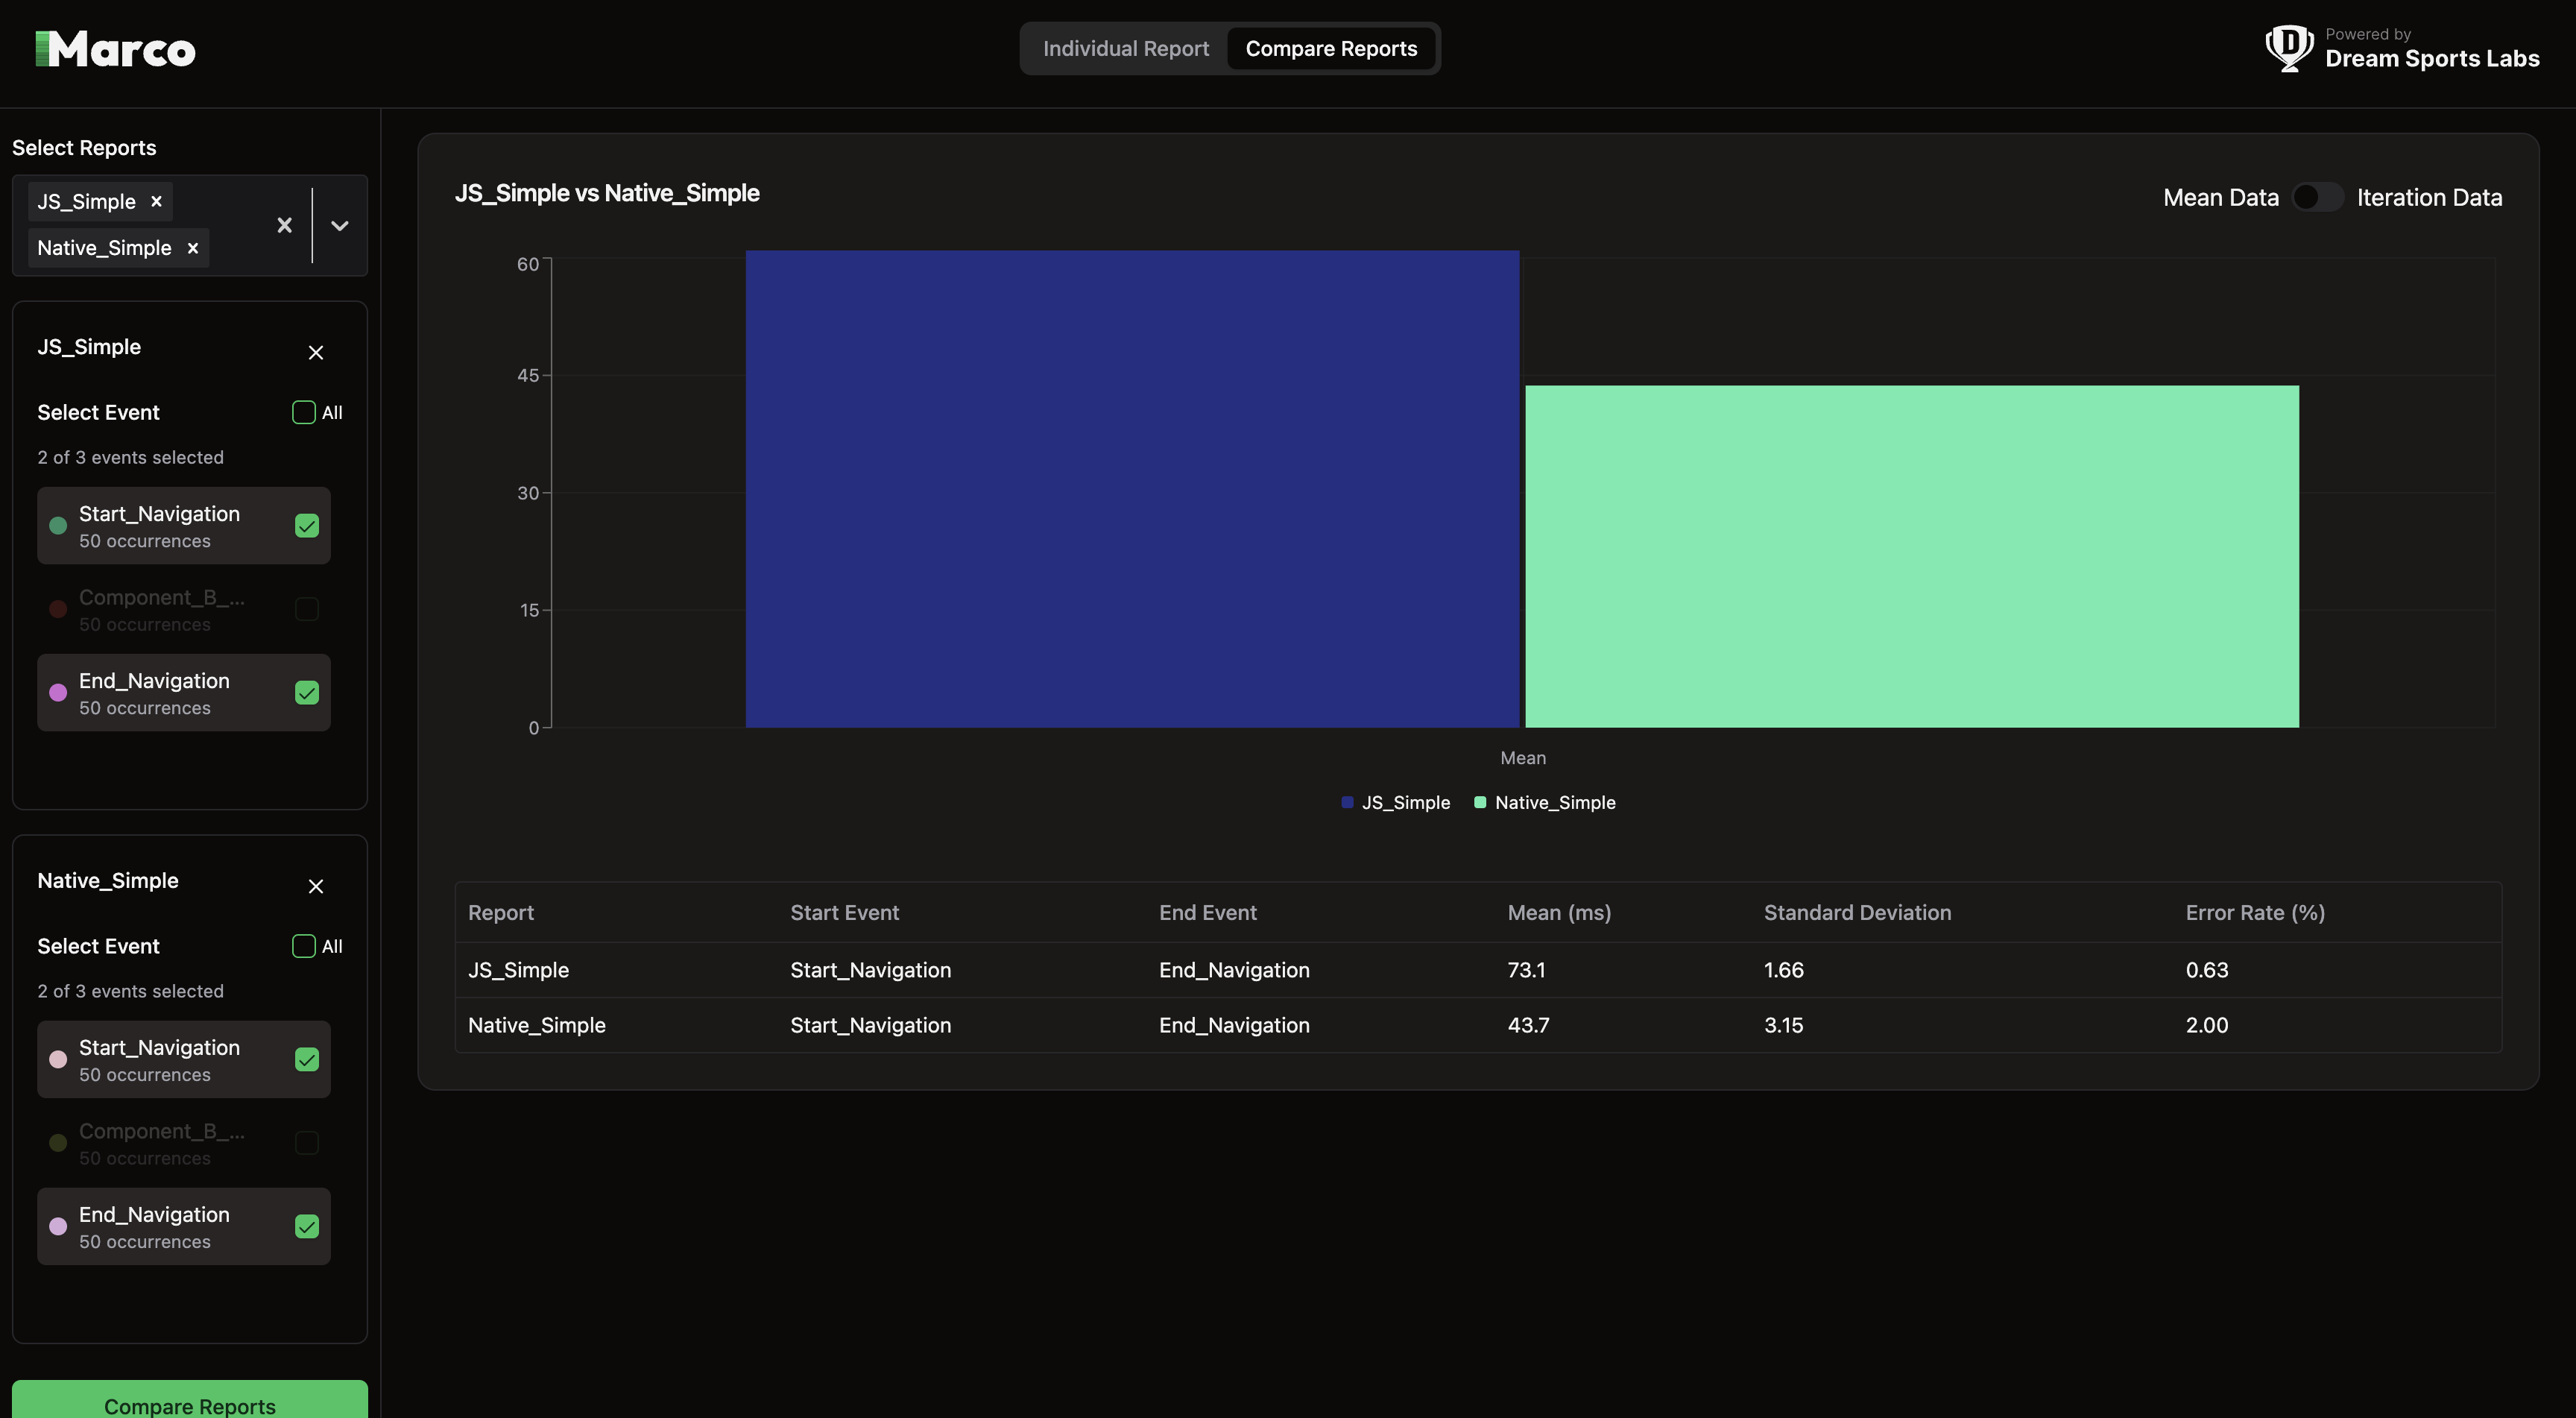 Marco
Individual Report
Compare Reports
Powered by
Dream Sports Labs
Select Reports
JS_Simple
Native_Simple
JS_Simple
Select Event
All
2 of 3 events selected
Start_Navigation
50 occurrences
Component_B_...
50 occurrences
End_Navigation
50 occurrences
Native_Simple
Select Event
All
2 of 3 events selected
Start_Navigation
50 occurrences
Component_B_...
50 occurrences
End_Navigation
50 occurrences
Compare Reports
JS_Simple vs Native_Simple
Mean Data
Iteration Data
60
45
30
15
0
Mean
JS_Simple
Native_Simple
Report Start Event End Event Mean (ms) Standard Deviation Error Rate (%)
JS_Simple Start_Navigation End_Navigation 73.1 1.66 0.63
Native_Simple Start_Navigation End_Navigation 43.7 3.15 2.00